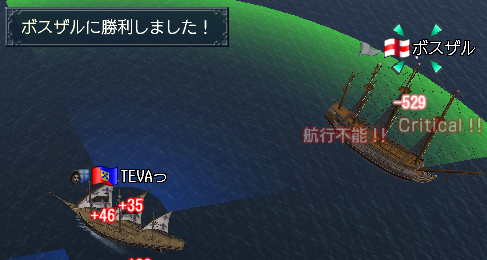 ボスザルに勝利しました！
ボスザル
-529
Critical !!
航行不能 !!
TEVAっ
+35
+46